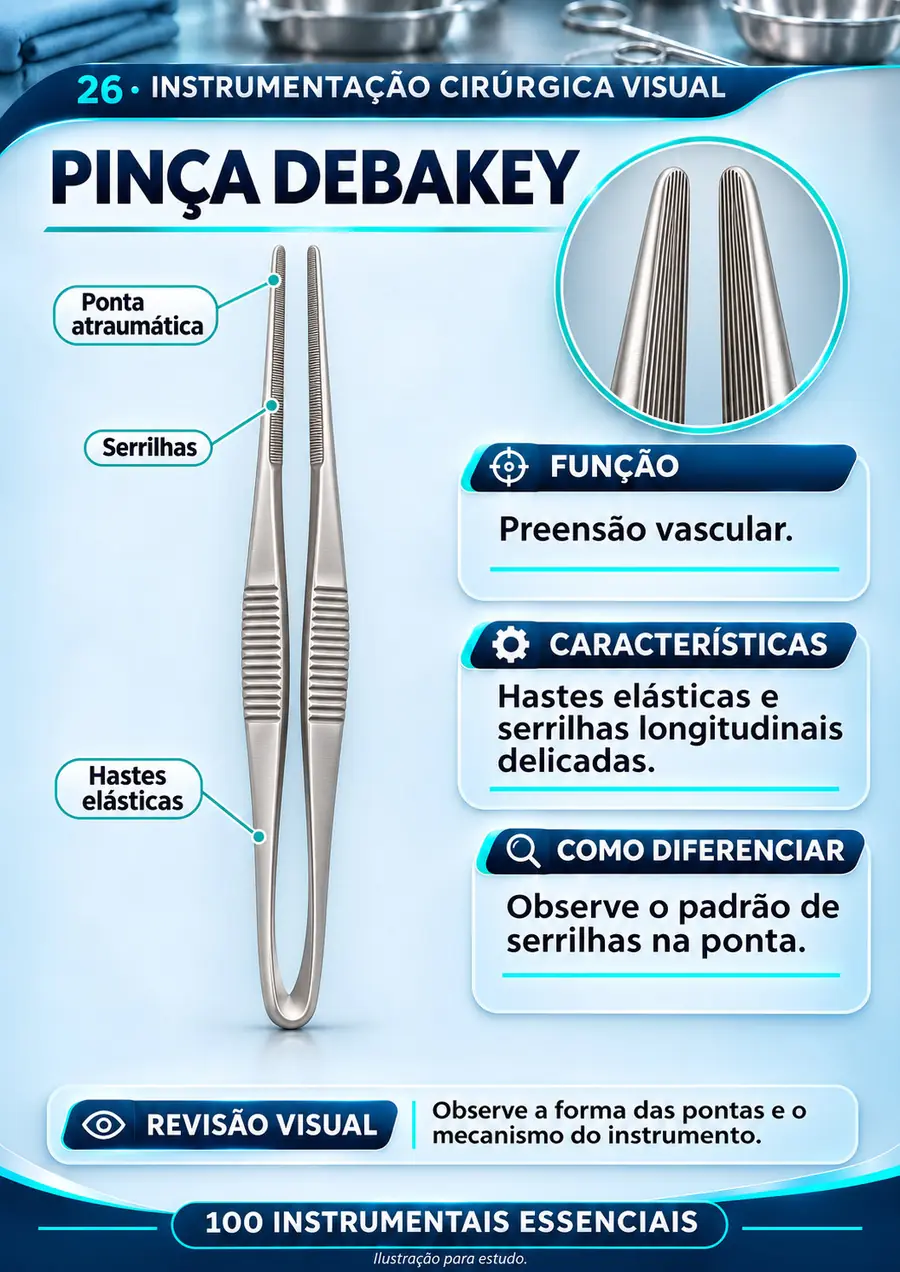 26 • INSTRUMENTAÇÃO CIRÚRGICA VISUAL
PINÇA DEBAKEY
Ponta
atraumática
Serrilhas
Hastes
elásticas
FUNÇÃO
Preensão vascular.
CARACTERÍSTICAS
Hastes elásticas e
serrilhas longitudinais
delicadas.
COMO DIFERENCIAR
Observe o padrão de
serrilhas na ponta.
REVISÃO VISUAL
Observe a forma das pontas e o
mecanismo do instrumento.
100 INSTRUMENTAIS ESSENCIAIS
Ilustração para estudo.